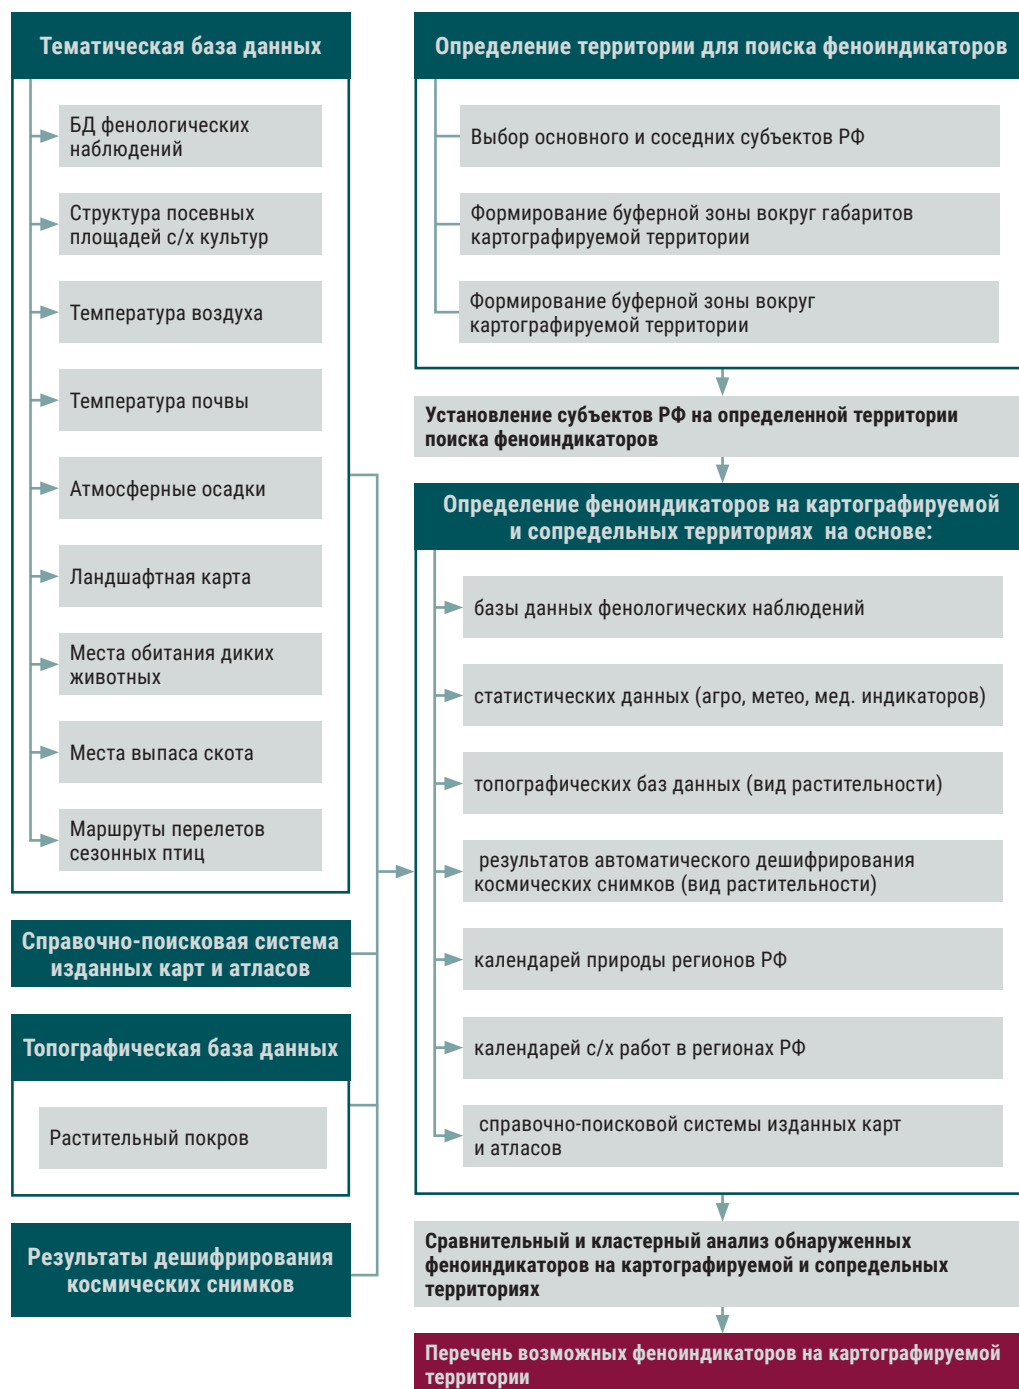 Тематическая база данных
БД фенологических
наблюдений
Структура посевных
площадей с/х культур
Температура воздуха
Температура почвы
Атмосферные осадки
Ландшафтная карта
Места обитания диких
животных
Места выпаса скота
Маршруты перелетов
сезонных птиц
Справочно-поисковая система
изданных карт и атласов
Топографическая база данных
Растительный покров
Результаты дешифрирования
космических снимков
Определение территории для поиска феноиндикаторов
Выбор основного и соседних субъектов РФ
Формирование буферной зоны вокруг габаритов
картографируемой территории
Формирование буферной зоны вокруг
картографируемой территории
Установление субъектов РФ на определенной территории
поиска феноиндикаторов
Определение феноиндикаторов на картографируемой
и сопредельных территориях на основе:
базы данных фенологических наблюдений
статистических данных (агро, метео, мед. индикаторов)
топографических баз данных (вид растительности)
результатов автоматического дешифрирования
космических снимков (вид растительности)
календарей природы регионов РФ
календарей с/х работ в регионах РФ
справочно-поисковой системы изданных карт
и атласов
Сравнительный и кластерный анализ обнаруженных
феноиндикаторов на картографируемой и сопредельных
территориях
Перечень возможных феноиндикаторов на картографируемой
территории